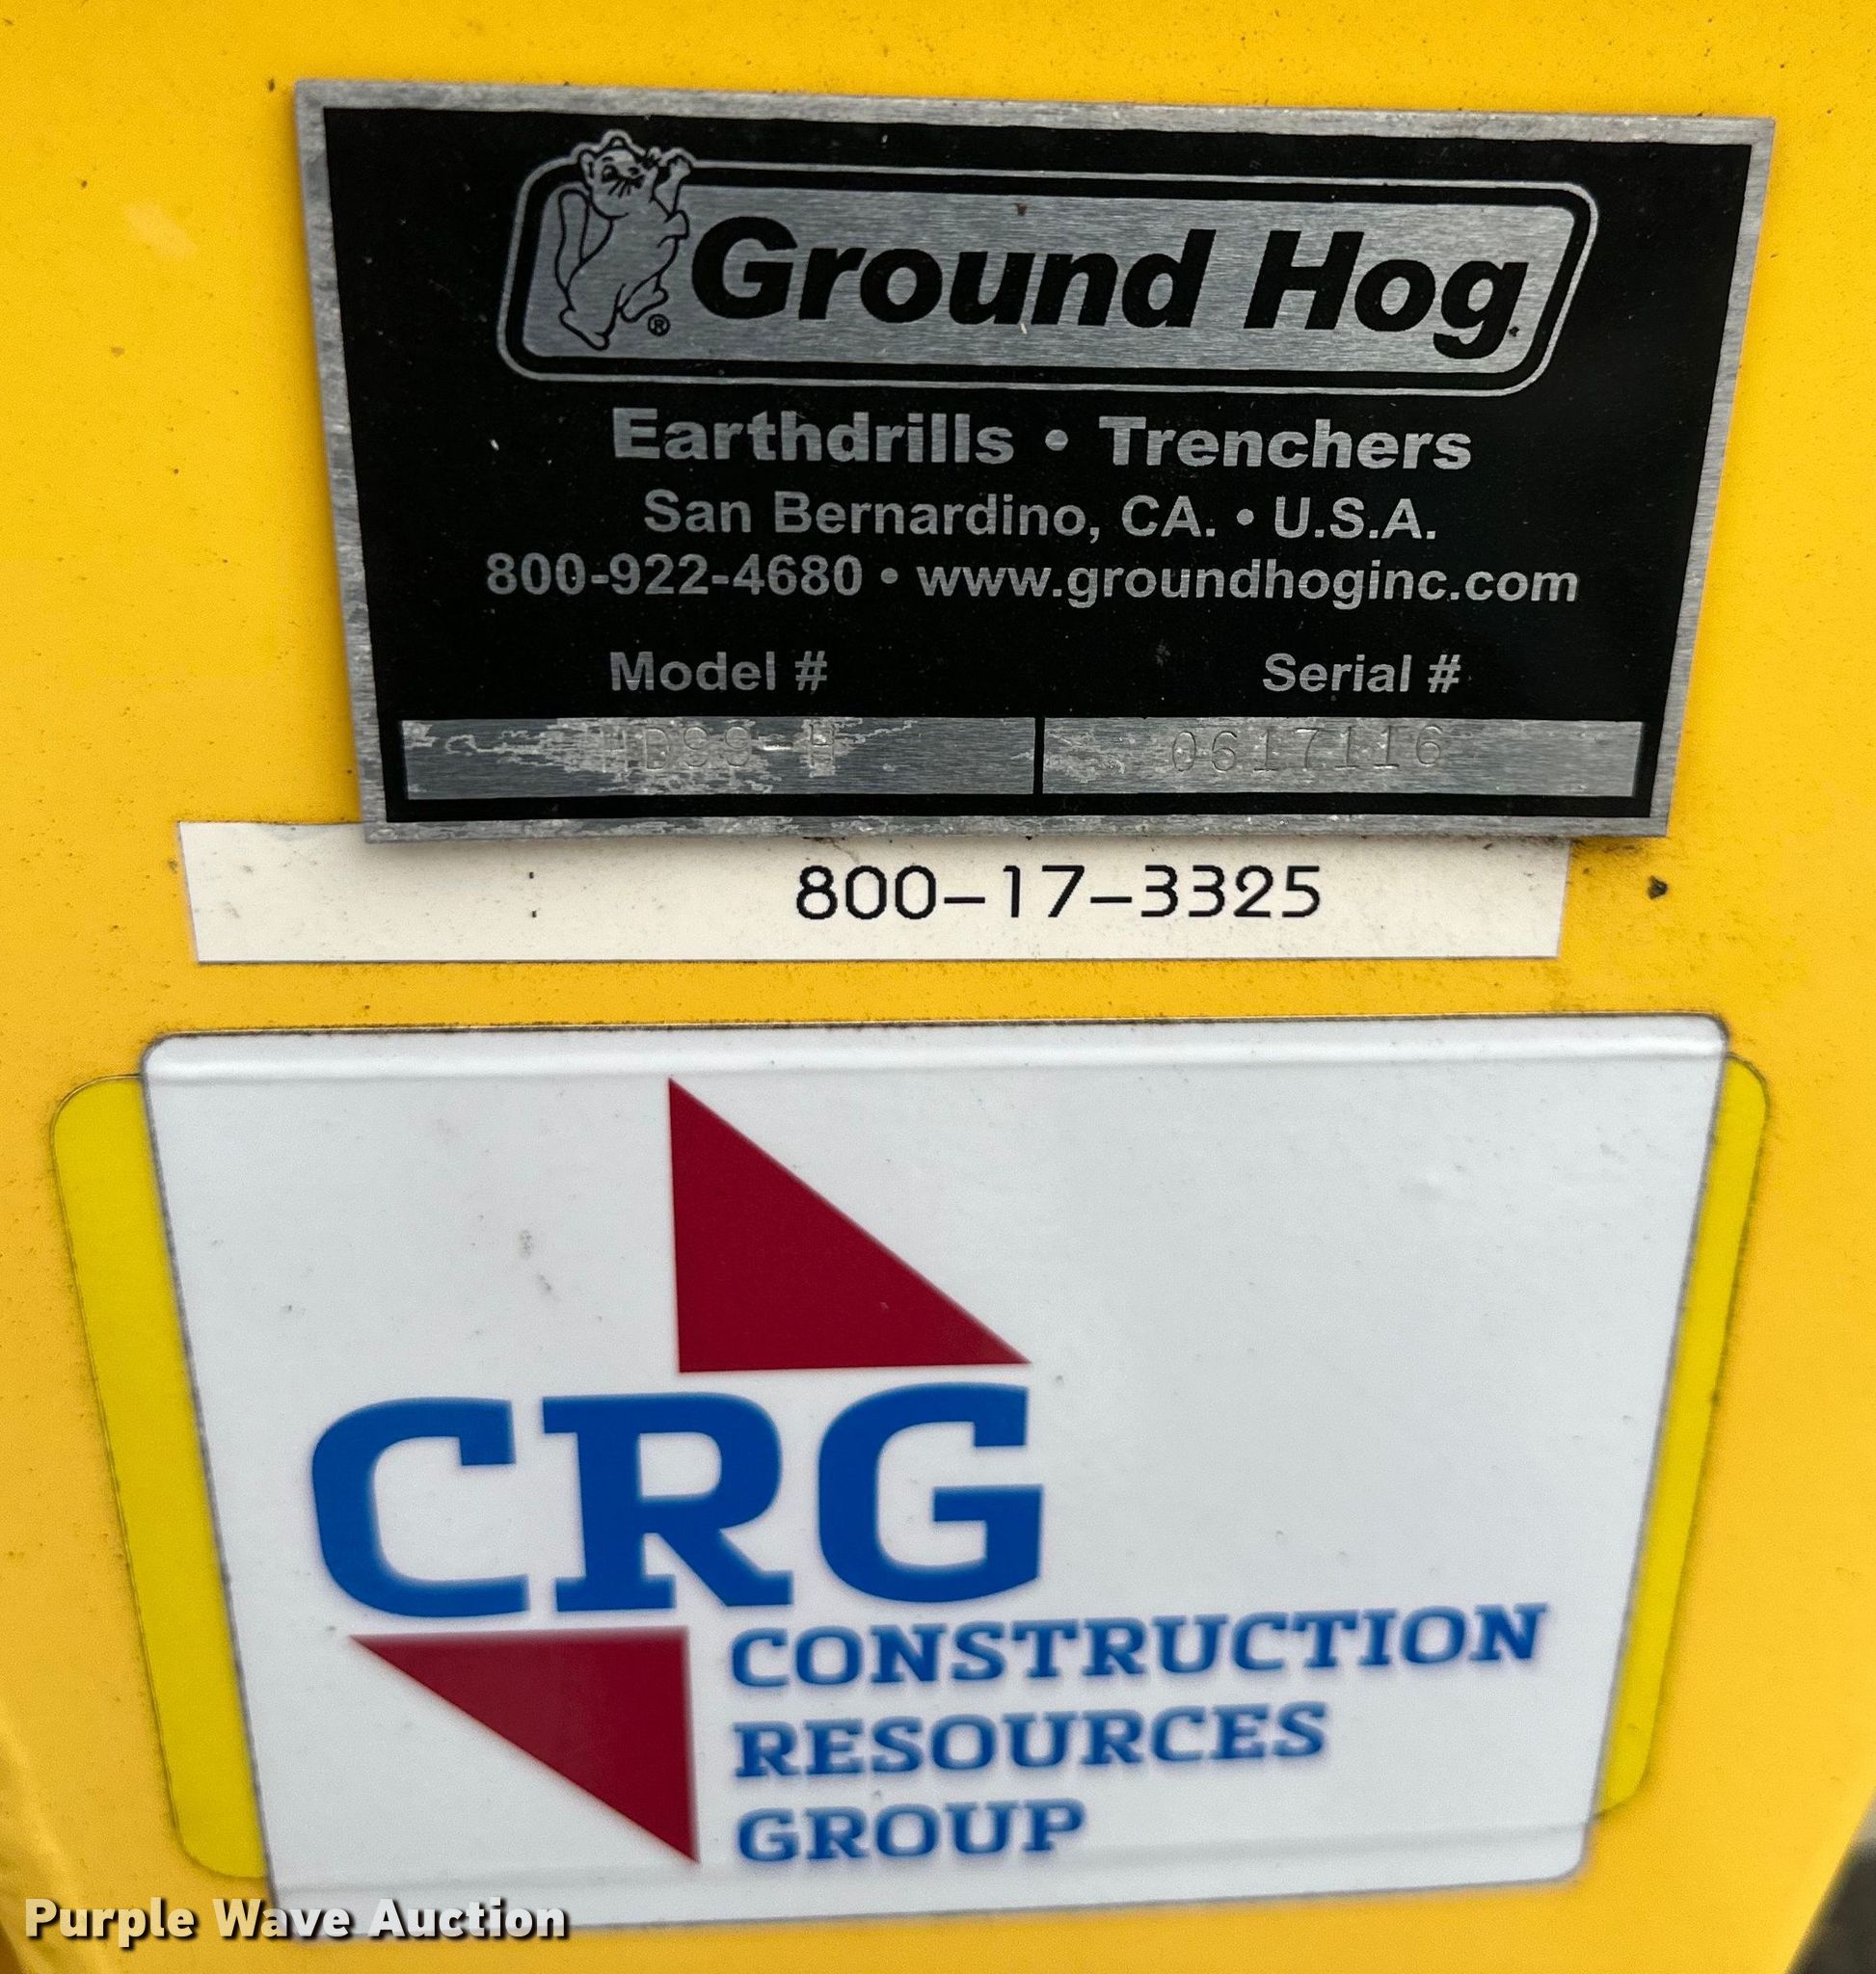 Ground Hog
®
Earthdrills • Trenchers
San Bernardino, CA. • U.S.A.
800-922-4680 • www.groundhoginc.com
Model # Serial #
HD99-H 0617116
800-17-3325
CRG
CONSTRUCTION
RESOURCES
GROUP
Purple Wave Auction